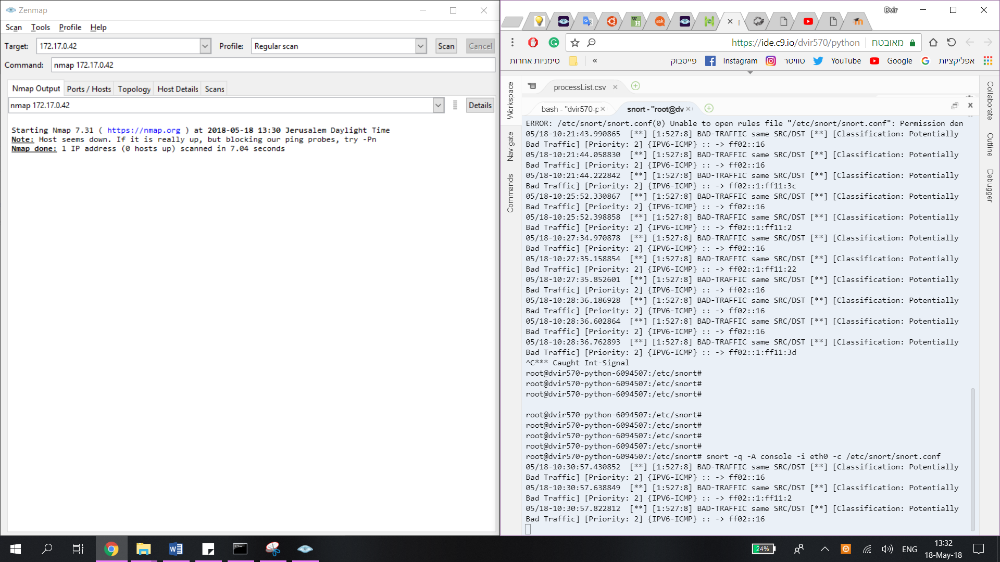 Zenmap
Scan Tools Profile Help
Target: 172.17.0.42 Profile: Regular scan Scan Cancel
Command: nmap 172.17.0.42
Nmap Output Ports / Hosts Topology Host Details Scans
nmap 172.17.0.42 Details
Starting Nmap 7.31 ( https://nmap.org ) at 2018-05-18 13:30 Jerusalem Daylight Time
Note: Host seems down. If it is really up, but blocking our ping probes, try -Pn
Nmap done: 1 IP address (0 hosts up) scanned in 7.04 seconds
Dvir
https://ide.c9.io/dvir570/python מאובטח
סימניות אחרות « פייסבוק Instagram טוויטר YouTube Google אפליקציות
Workspace
Navigate
Commands
Collaborate
Outline
Debugger
processList.csv
bash - "dvir570-p snort - "root@dv
ERROR: /etc/snort/snort.conf(0) Unable to open rules file "/etc/snort/snort.conf": Permission den
05/18-10:21:43.990865 [**] [1:527:8] BAD-TRAFFIC same SRC/DST [**] [Classification: Potentially
Bad Traffic] [Priority: 2] {IPV6-ICMP} :: -> ff02::16
05/18-10:21:44.058830 [**] [1:527:8] BAD-TRAFFIC same SRC/DST [**] [Classification: Potentially
Bad Traffic] [Priority: 2] {IPV6-ICMP} :: -> ff02::16
05/18-10:21:44.222842 [**] [1:527:8] BAD-TRAFFIC same SRC/DST [**] [Classification: Potentially
Bad Traffic] [Priority: 2] {IPV6-ICMP} :: -> ff02::1:ff11:3c
05/18-10:25:52.330867 [**] [1:527:8] BAD-TRAFFIC same SRC/DST [**] [Classification: Potentially
Bad Traffic] [Priority: 2] {IPV6-ICMP} :: -> ff02::16
05/18-10:25:52.398858 [**] [1:527:8] BAD-TRAFFIC same SRC/DST [**] [Classification: Potentially
Bad Traffic] [Priority: 2] {IPV6-ICMP} :: -> ff02::1:ff11:2
05/18-10:27:34.970878 [**] [1:527:8] BAD-TRAFFIC same SRC/DST [**] [Classification: Potentially
Bad Traffic] [Priority: 2] {IPV6-ICMP} :: -> ff02::16
05/18-10:27:35.158854 [**] [1:527:8] BAD-TRAFFIC same SRC/DST [**] [Classification: Potentially
Bad Traffic] [Priority: 2] {IPV6-ICMP} :: -> ff02::1:ff11:22
05/18-10:27:35.852601 [**] [1:527:8] BAD-TRAFFIC same SRC/DST [**] [Classification: Potentially
Bad Traffic] [Priority: 2] {IPV6-ICMP} :: -> ff02::16
05/18-10:28:36.186928 [**] [1:527:8] BAD-TRAFFIC same SRC/DST [**] [Classification: Potentially
Bad Traffic] [Priority: 2] {IPV6-ICMP} :: -> ff02::16
05/18-10:28:36.602864 [**] [1:527:8] BAD-TRAFFIC same SRC/DST [**] [Classification: Potentially
Bad Traffic] [Priority: 2] {IPV6-ICMP} :: -> ff02::16
05/18-10:28:36.762893 [**] [1:527:8] BAD-TRAFFIC same SRC/DST [**] [Classification: Potentially
Bad Traffic] [Priority: 2] {IPV6-ICMP} :: -> ff02::1:ff11:3d
^C*** Caught Int-Signal
root@dvir570-python-6094507:/etc/snort#
root@dvir570-python-6094507:/etc/snort#
root@dvir570-python-6094507:/etc/snort#
root@dvir570-python-6094507:/etc/snort#
root@dvir570-python-6094507:/etc/snort#
root@dvir570-python-6094507:/etc/snort#
root@dvir570-python-6094507:/etc/snort#
root@dvir570-python-6094507:/etc/snort# snort -q -A console -i eth0 -c /etc/snort/snort.conf
05/18-10:30:57.430852 [**] [1:527:8] BAD-TRAFFIC same SRC/DST [**] [Classification: Potentially
Bad Traffic] [Priority: 2] {IPV6-ICMP} :: -> ff02::16
05/18-10:30:57.638849 [**] [1:527:8] BAD-TRAFFIC same SRC/DST [**] [Classification: Potentially
Bad Traffic] [Priority: 2] {IPV6-ICMP} :: -> ff02::1:ff11:2
05/18-10:30:57.822812 [**] [1:527:8] BAD-TRAFFIC same SRC/DST [**] [Classification: Potentially
Bad Traffic] [Priority: 2] {IPV6-ICMP} :: -> ff02::16
24% ENG 13:32
18-May-18